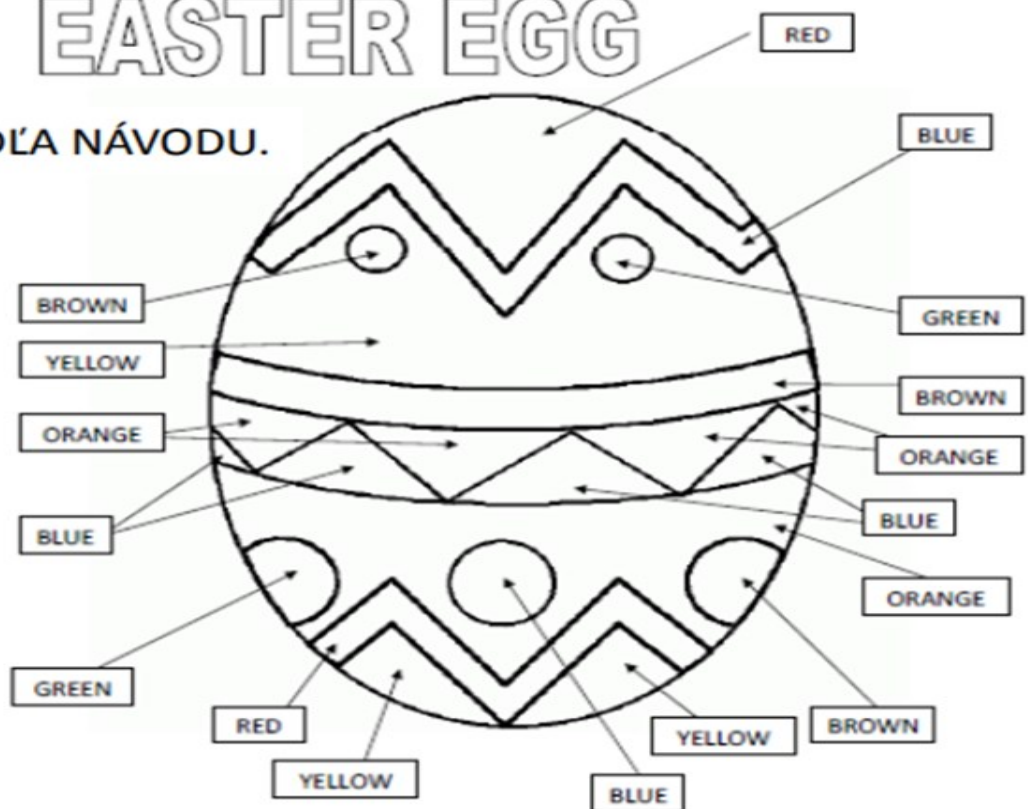 EASTER EGG
RED
BLUE
NÁVODU.
BROWN
GREEN
YELLOW
BROWN
ORANGE
ORANGE
BLUE
BLUE
ORANGE
GREEN
RED
YELLOW
BROWN
YELLOW
BLUE